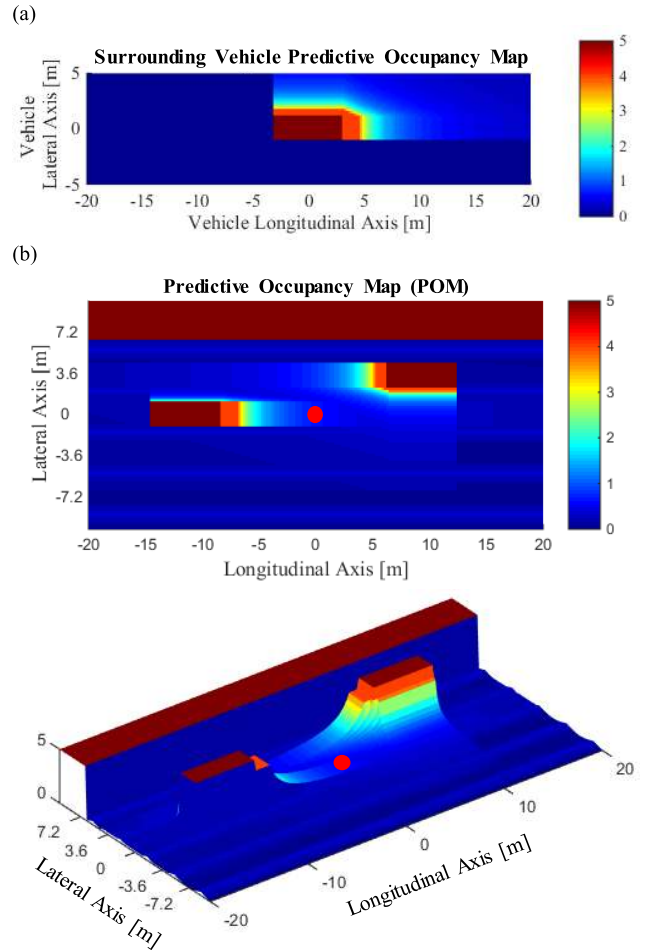 (a)
Surrounding Vehicle Predictive Occupancy Map
5
0
-5
Vehicle
Lateral Axis [m]
-20 -15 -10 -5 0 5 10 15 20
Vehicle Longitudinal Axis [m]
5
4
3
2
1
0
(b)
Predictive Occupancy Map (POM)
7.2
3.6
0
-3.6
-7.2
Lateral Axis [m]
-20 -15 -10 -5 0 5 10 15 20
Longitudinal Axis [m]
5
4
3
2
1
0
5
0
7.2
3.6
0
-3.6
-7.2
Lateral Axis [m]
-20
-10
0
10
20
Longitudinal Axis [m]